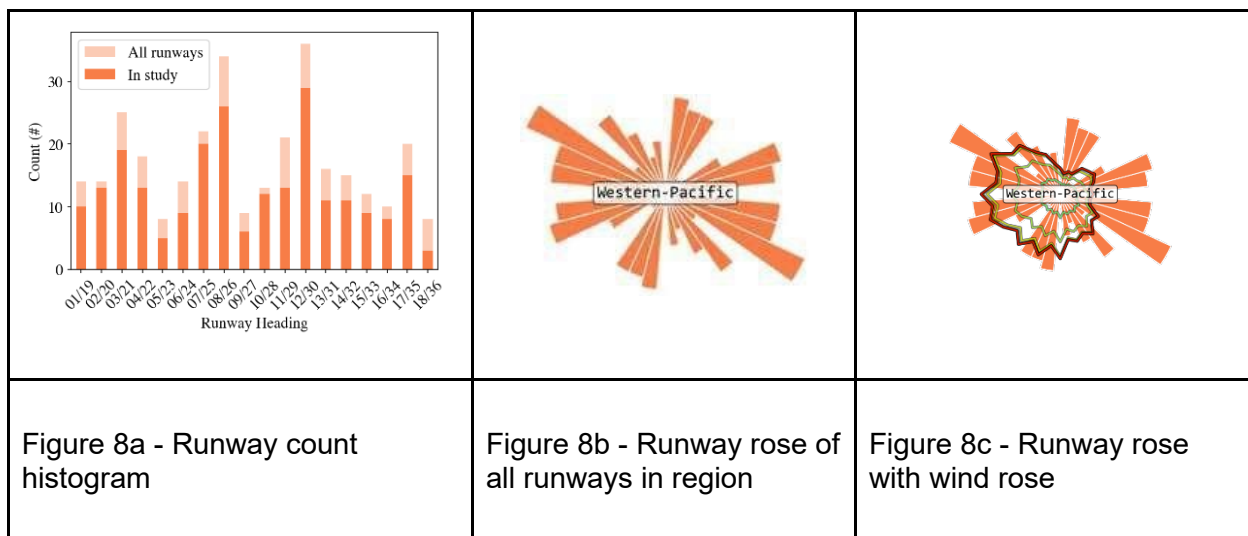 All runways
In study
Count (#)
30
20
10
0
01/19
02/20
03/21
04/22
05/23
06/24
07/25
08/26
09/27
10/28
11/29
12/30
13/31
14/32
15/33
16/34
17/35
18/36
Runway Heading
Western-Pacific
Western-Pacific
Figure 8a - Runway count
histogram
Figure 8b - Runway rose of
all runways in region
Figure 8c - Runway rose
with wind rose